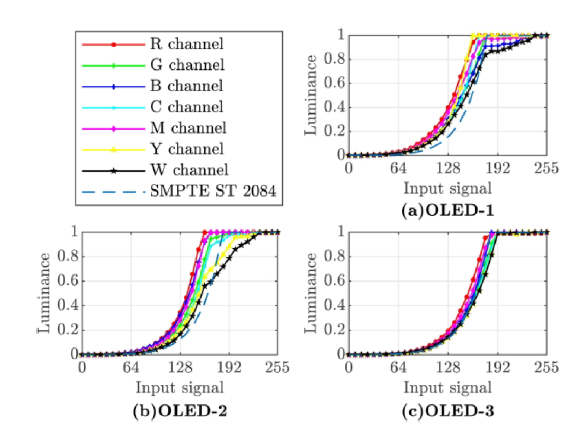 R channel
G channel
B channel
C channel
M channel
Y channel
W channel
SMPTE ST 2084
Luminance
1
0.8
0.6
0.4
0.2
0
0 64 128 192 255
Input signal
(a)OLED-1
Luminance
1
0.8
0.6
0.4
0.2
0
0 64 128 192 255
Input signal
(b)OLED-2
Luminance
1
0.8
0.6
0.4
0.2
0
0 64 128 192 255
Input signal
(c)OLED-3